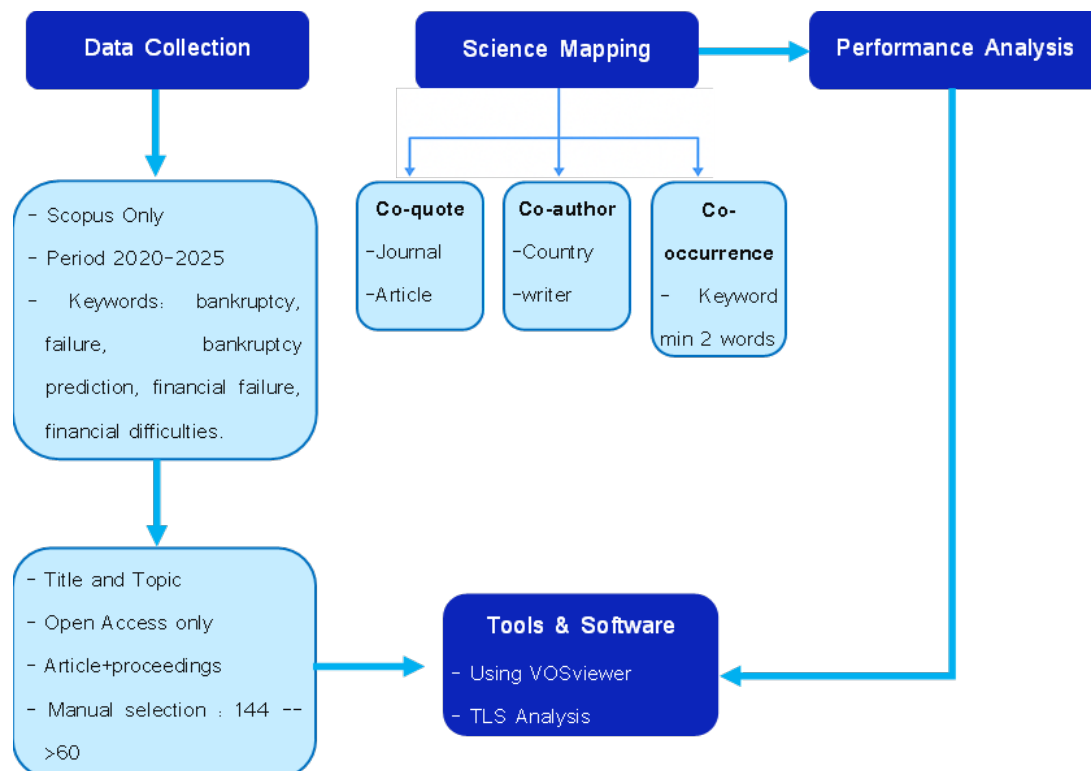 Data Collection
Science Mapping
Performance Analysis
- Scopus Only
- Period 2020-2025
- Keywords: bankruptcy,
failure, bankruptcy
prediction, financial failure,
financial difficulties.
Co-quote
-Journal
-Article
Co-author
-Country
-writer
Co-
occurrence
- Keyword
min 2 words
- Title and Topic
- Open Access only
- Article+proceedings
- Manual selection : 144 --
>60
Tools & Software
- Using VOSviewer
- TLS Analysis